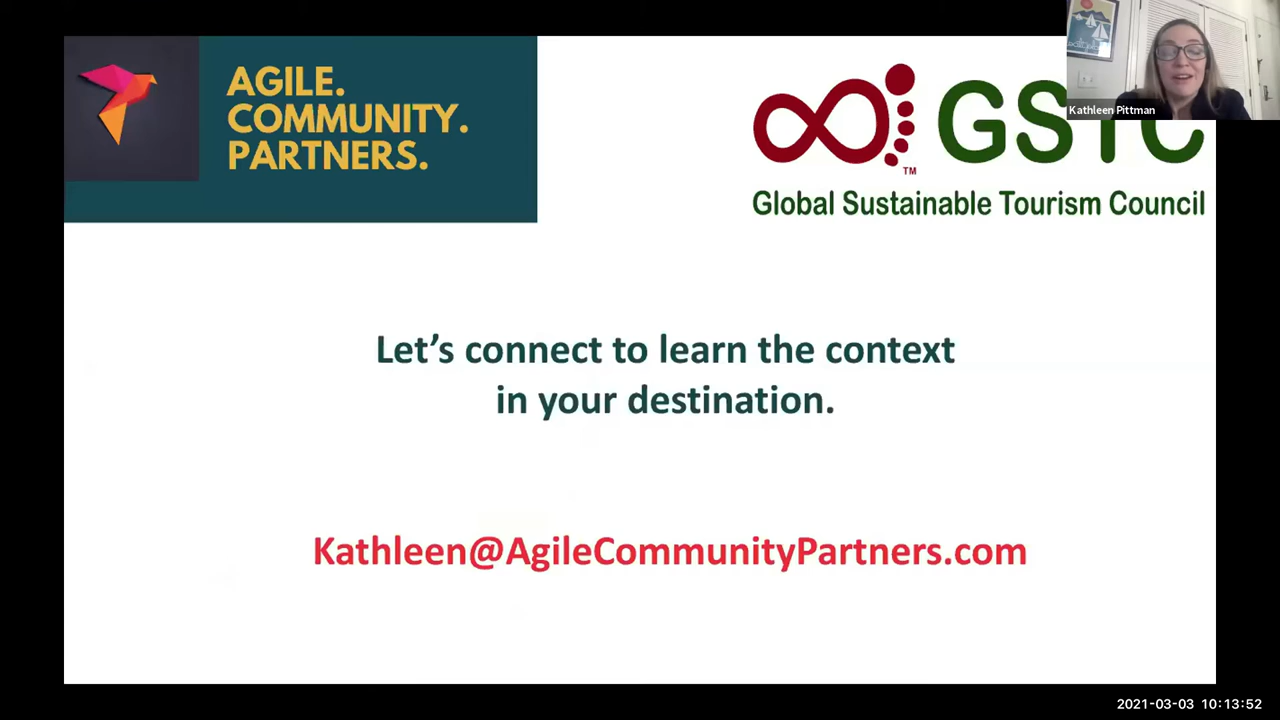 AGILE.
COMMUNITY.
PARTNERS.
GSTC
TM
Global Sustainable Tourism Council
Kathleen Pittman
Let's connect to learn the context
in your destination.
Kathleen@AgileCommunityPartners.com
2021-03-03 10:13:52